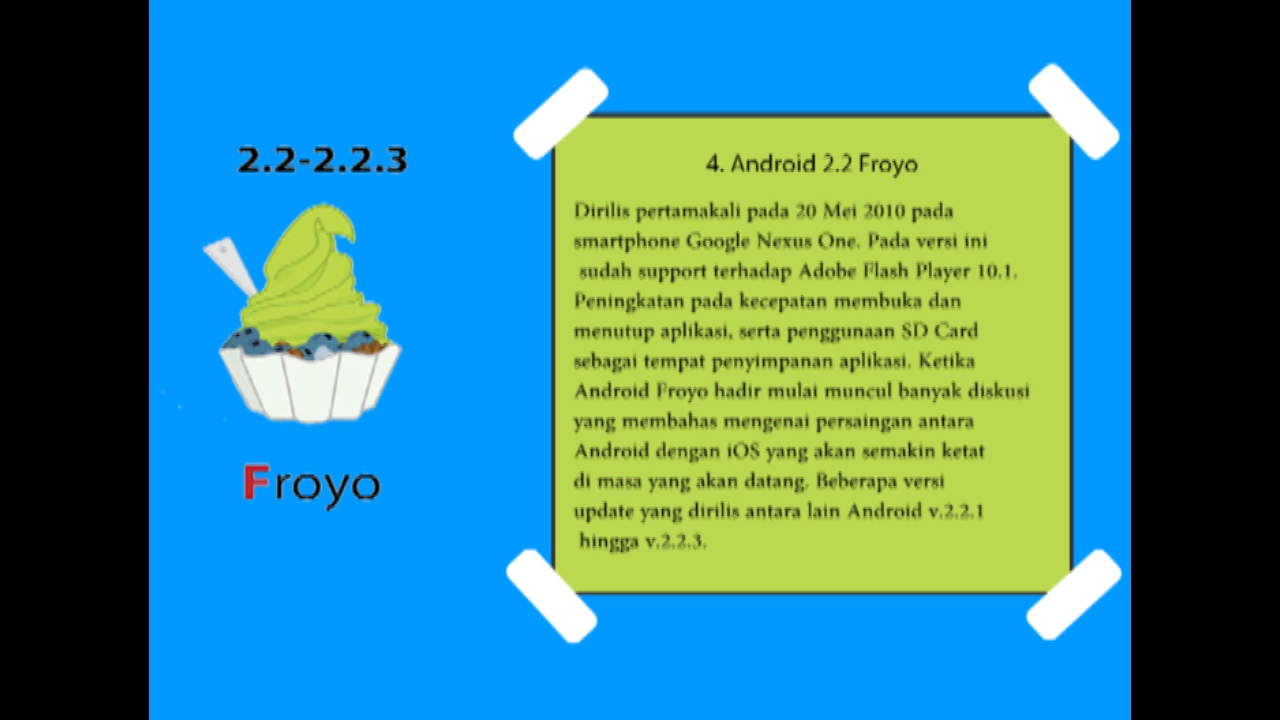 2.2-2.2.3
Froyo
4. Android 2.2 Froyo
Dirilis pertamakali pada 20 Mei 2010 pada
smartphone Google Nexus One. Pada versi ini
sudah support terhadap Adobe Flash Player 10.1.
Peningkatan pada kecepatan membuka dan
menutup aplikasi, serta penggunaan SD Card
sebagai tempat penyimpanan aplikasi. Ketika
Android Froyo hadir mulai muncul banyak diskusi
yang membahas mengenai persaingan antara
Android dengan iOS yang akan semakin ketat
di masa yang akan datang. Beberapa versi
update yang dirilis antara lain Android v.2.2.1
hingga v.2.2.3.